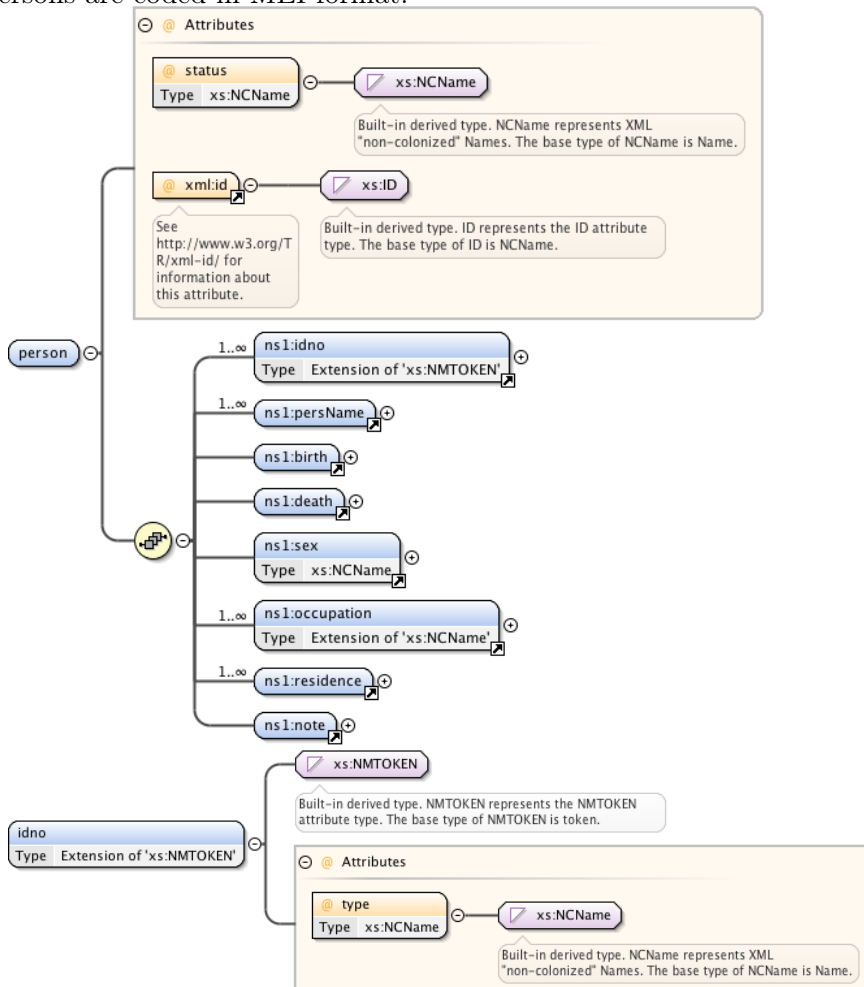 ersons are coded in MEI format.
@ Attributes
@ status
Type xs:NCName
xs:NCName
Built-in derived type. NCName represents XML
"non-colonized" Names. The base type of NCName is Name.
@ xml:id
xs:ID
See
http://www.w3.org/T
R/xml-id/ for
information about
this attribute.
Built-in derived type. ID represents the ID attribute
type. The base type of ID is NCName.
person
1..∞
ns1:idno
Type Extension of 'xs:NMTOKEN'
1..∞
ns1:persName
ns1:birth
ns1:death
ns1:sex
Type xs:NCName
1..∞
ns1:occupation
Type Extension of 'xs:NCName'
1..∞
ns1:residence
ns1:note
xs:NMTOKEN
Built-in derived type. NMTOKEN represents the NMTOKEN
attribute type. The base type of NMTOKEN is token.
idno
Type Extension of 'xs:NMTOKEN'
@ Attributes
@ type
Type xs:NCName
xs:NCName
Built-in derived type. NCName represents XML
"non-colonized" Names. The base type of NCName is Name.